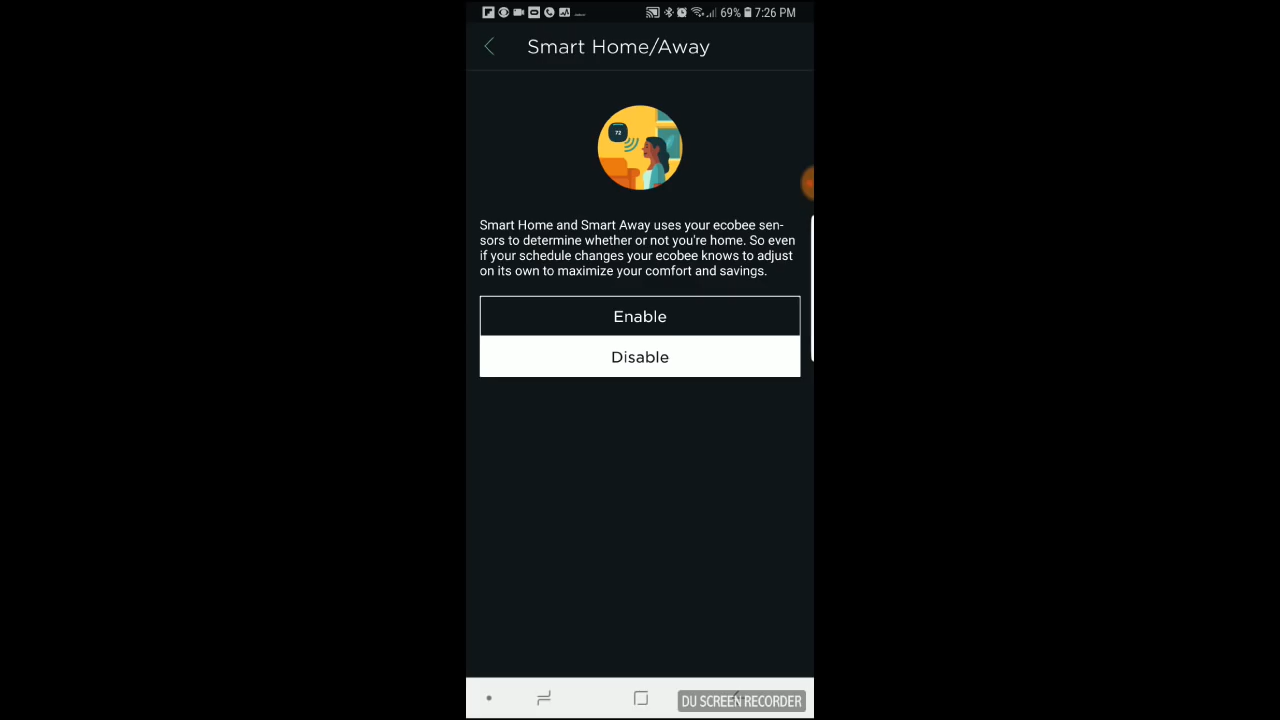 69% 7:26 PM
Smart Home/Away
72
Smart Home and Smart Away uses your ecobee sen-
sors to determine whether or not you're home. So even
if your schedule changes your ecobee knows to adjust
on its own to maximize your comfort and savings.
Enable
Disable
DU SCREEN RECORDER